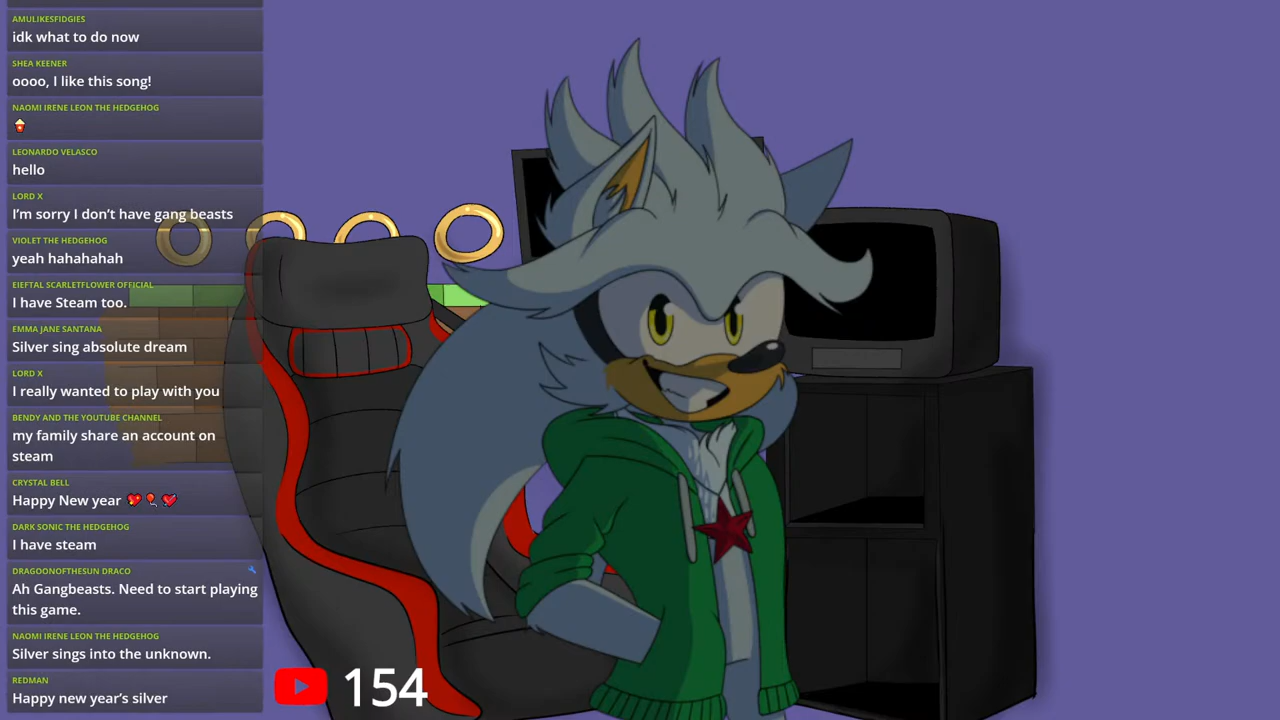 AMULIKESFIDGIES
idk what to do now
SHEA KEENER
oooo, I like this song!
NAOMI IRENE LEON THE HEDGEHOG
🍿
LEONARDO VELASCO
hello
LORD X
I'm sorry I don't have gang beasts
VIOLET THE HEDGEHOG
yeah hahahahah
EIEFTAL SCARLETFLOWER OFFICIAL
I have Steam too.
EMMA JANE SANTANA
Silver sing absolute dream
LORD X
I really wanted to play with you
BENDY AND THE YOUTUBE CHANNEL
my family share an account on
steam
CRYSTAL BELL
Happy New year 💖🎈💘
DARK SONIC THE HEDGEHOG
I have steam
DRAGOONOFTHESUN DRACO
Ah Gangbeasts. Need to start playing
this game.
NAOMI IRENE LEON THE HEDGEHOG
Silver sings into the unknown.
REDMAN
Happy new year's silver
154